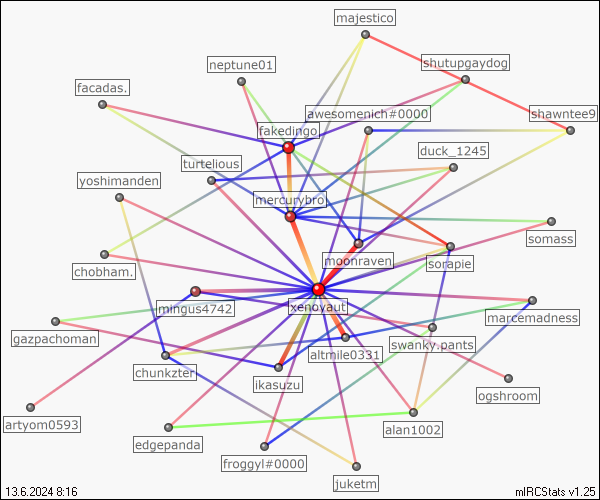 majestico
neptune01
shutupgaydog
facadas.
awesomenich#0000
shawntee9
fakedingo
duck_1245
turtelious
yoshimanden
mercurybro
somass
moonraven
sorapie
chobham.
mingus4742
xenoyaut
marcemadness
gazpachoman
altmile0331
swanky.pants
chunkzter
ikasuzu
ogshroom
artyom0593
alan1002
edgepanda
froggyl#0000
juketm
13.6.2024 8:16
mIRCStats v1.25